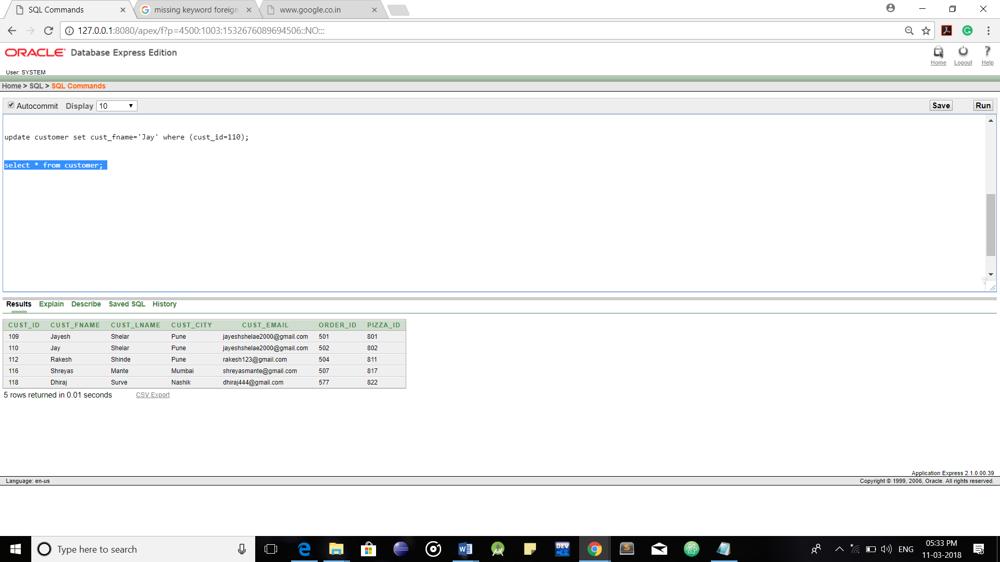 SQL Commands
missing keyword foreign
www.google.co.in
127.0.0.1:8080/apex/f?p=4500:1003:1532676089694506::NO:::
ORACLE Database Express Edition
Home Logout Help
User: SYSTEM
Home > SQL > SQL Commands
Autocommit Display 10 Save Run
update customer set cust_fname='Jay' where (cust_id=110);
select * from customer;
Results Explain Describe Saved SQL History
CUST_ID CUST_FNAME CUST_LNAME CUST_CITY CUST_EMAIL ORDER_ID PIZZA_ID
109 Jayesh Shelar Pune jayeshshelae2000@gmail.com 501 801
110 Jay Shelar Pune jayeshshelae2000@gmail.com 502 802
112 Rakesh Shinde Pune rakesh123@gmail.com 504 811
116 Shreyas Mante Mumbai shreyasmante@gmail.com 507 817
118 Dhiraj Surve Nashik dhiraj444@gmail.com 577 822
5 rows returned in 0.01 seconds CSV Export
Application Express 2.1.0.00.39
Language: en-us Copyright © 1999, 2006, Oracle. All rights reserved.
Type here to search
DEV C++
ENG
05:33 PM
11-03-2018